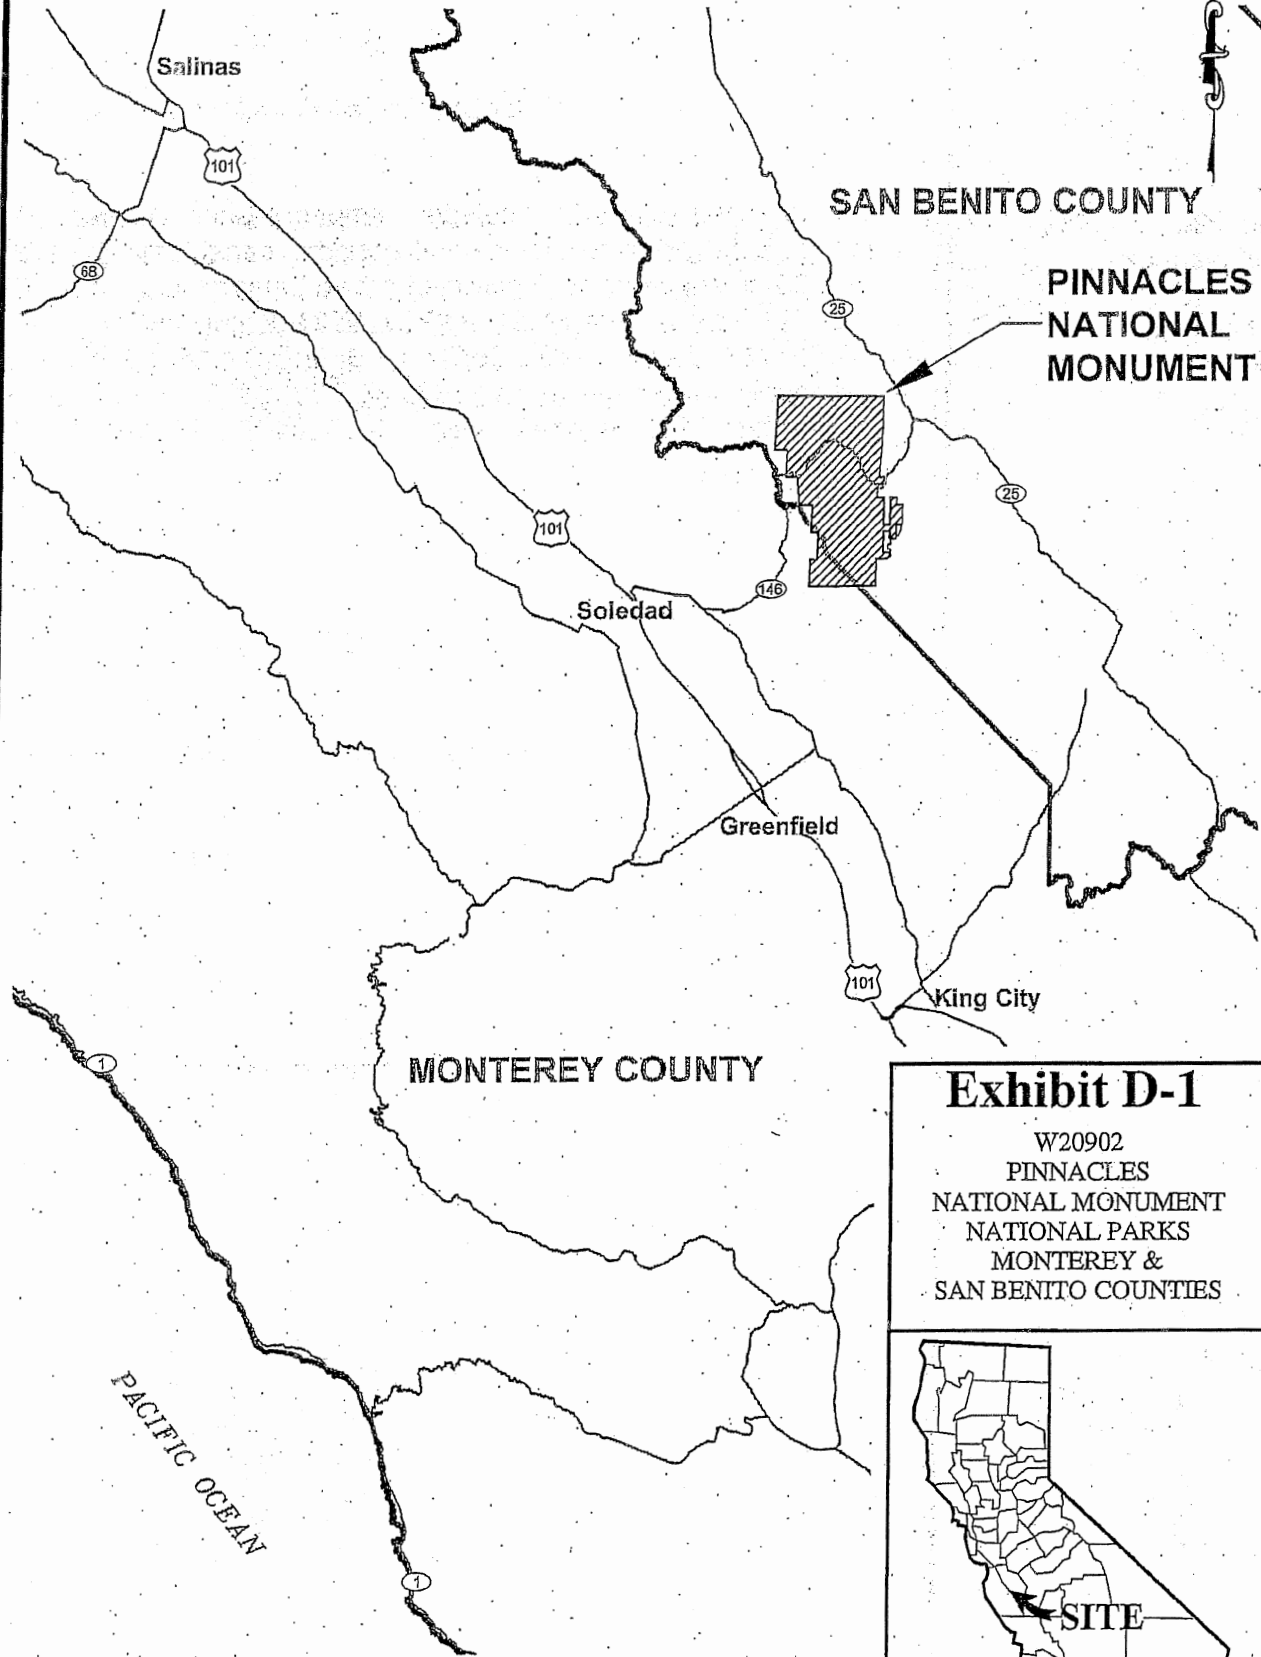 Salinas
101
SAN BENITO COUNTY
68
PINNACLES
NATIONAL
MONUMENT
25
25
101
146
Soledad
Greenfield
101
King City
1
MONTEREY COUNTY
Exhibit D-1
W20902
PINNACLES
NATIONAL MONUMENT
NATIONAL PARKS
MONTEREY &
SAN BENITO COUNTIES
PACIFIC OCEAN
1
SITE